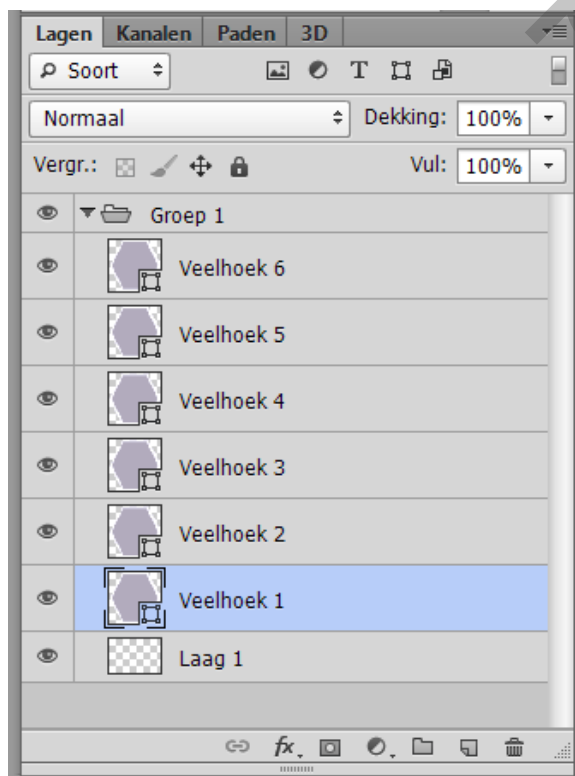 Lagen Kanalen Paden 3D
Soort
Normaal Dekking: 100%
Vergr.: Vul: 100%
Groep 1
Veelhoek 6
Veelhoek 5
Veelhoek 4
Veelhoek 3
Veelhoek 2
Veelhoek 1
Laag 1
fx